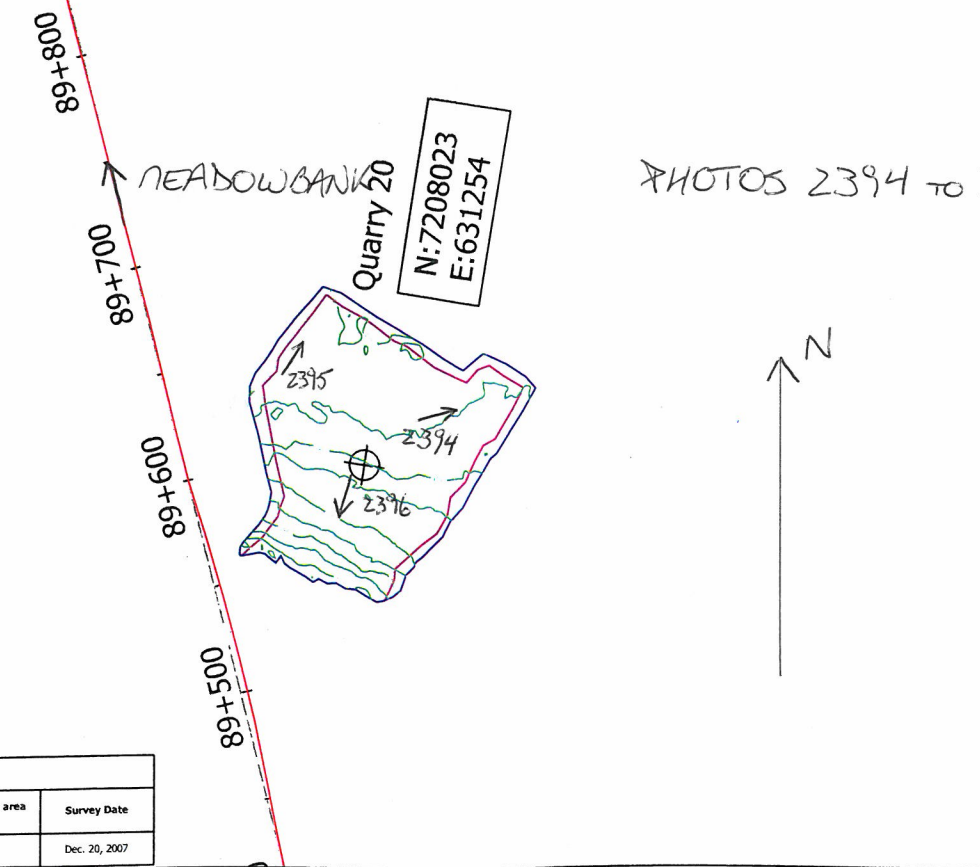 89+800
MEADOWBANK
PHOTOS 2394 TO
Quarry 20
N:7208023
E:631254
89+700
N
2395
2394
89+600
2396
89+500
area
Survey Date
Dec. 20, 2007